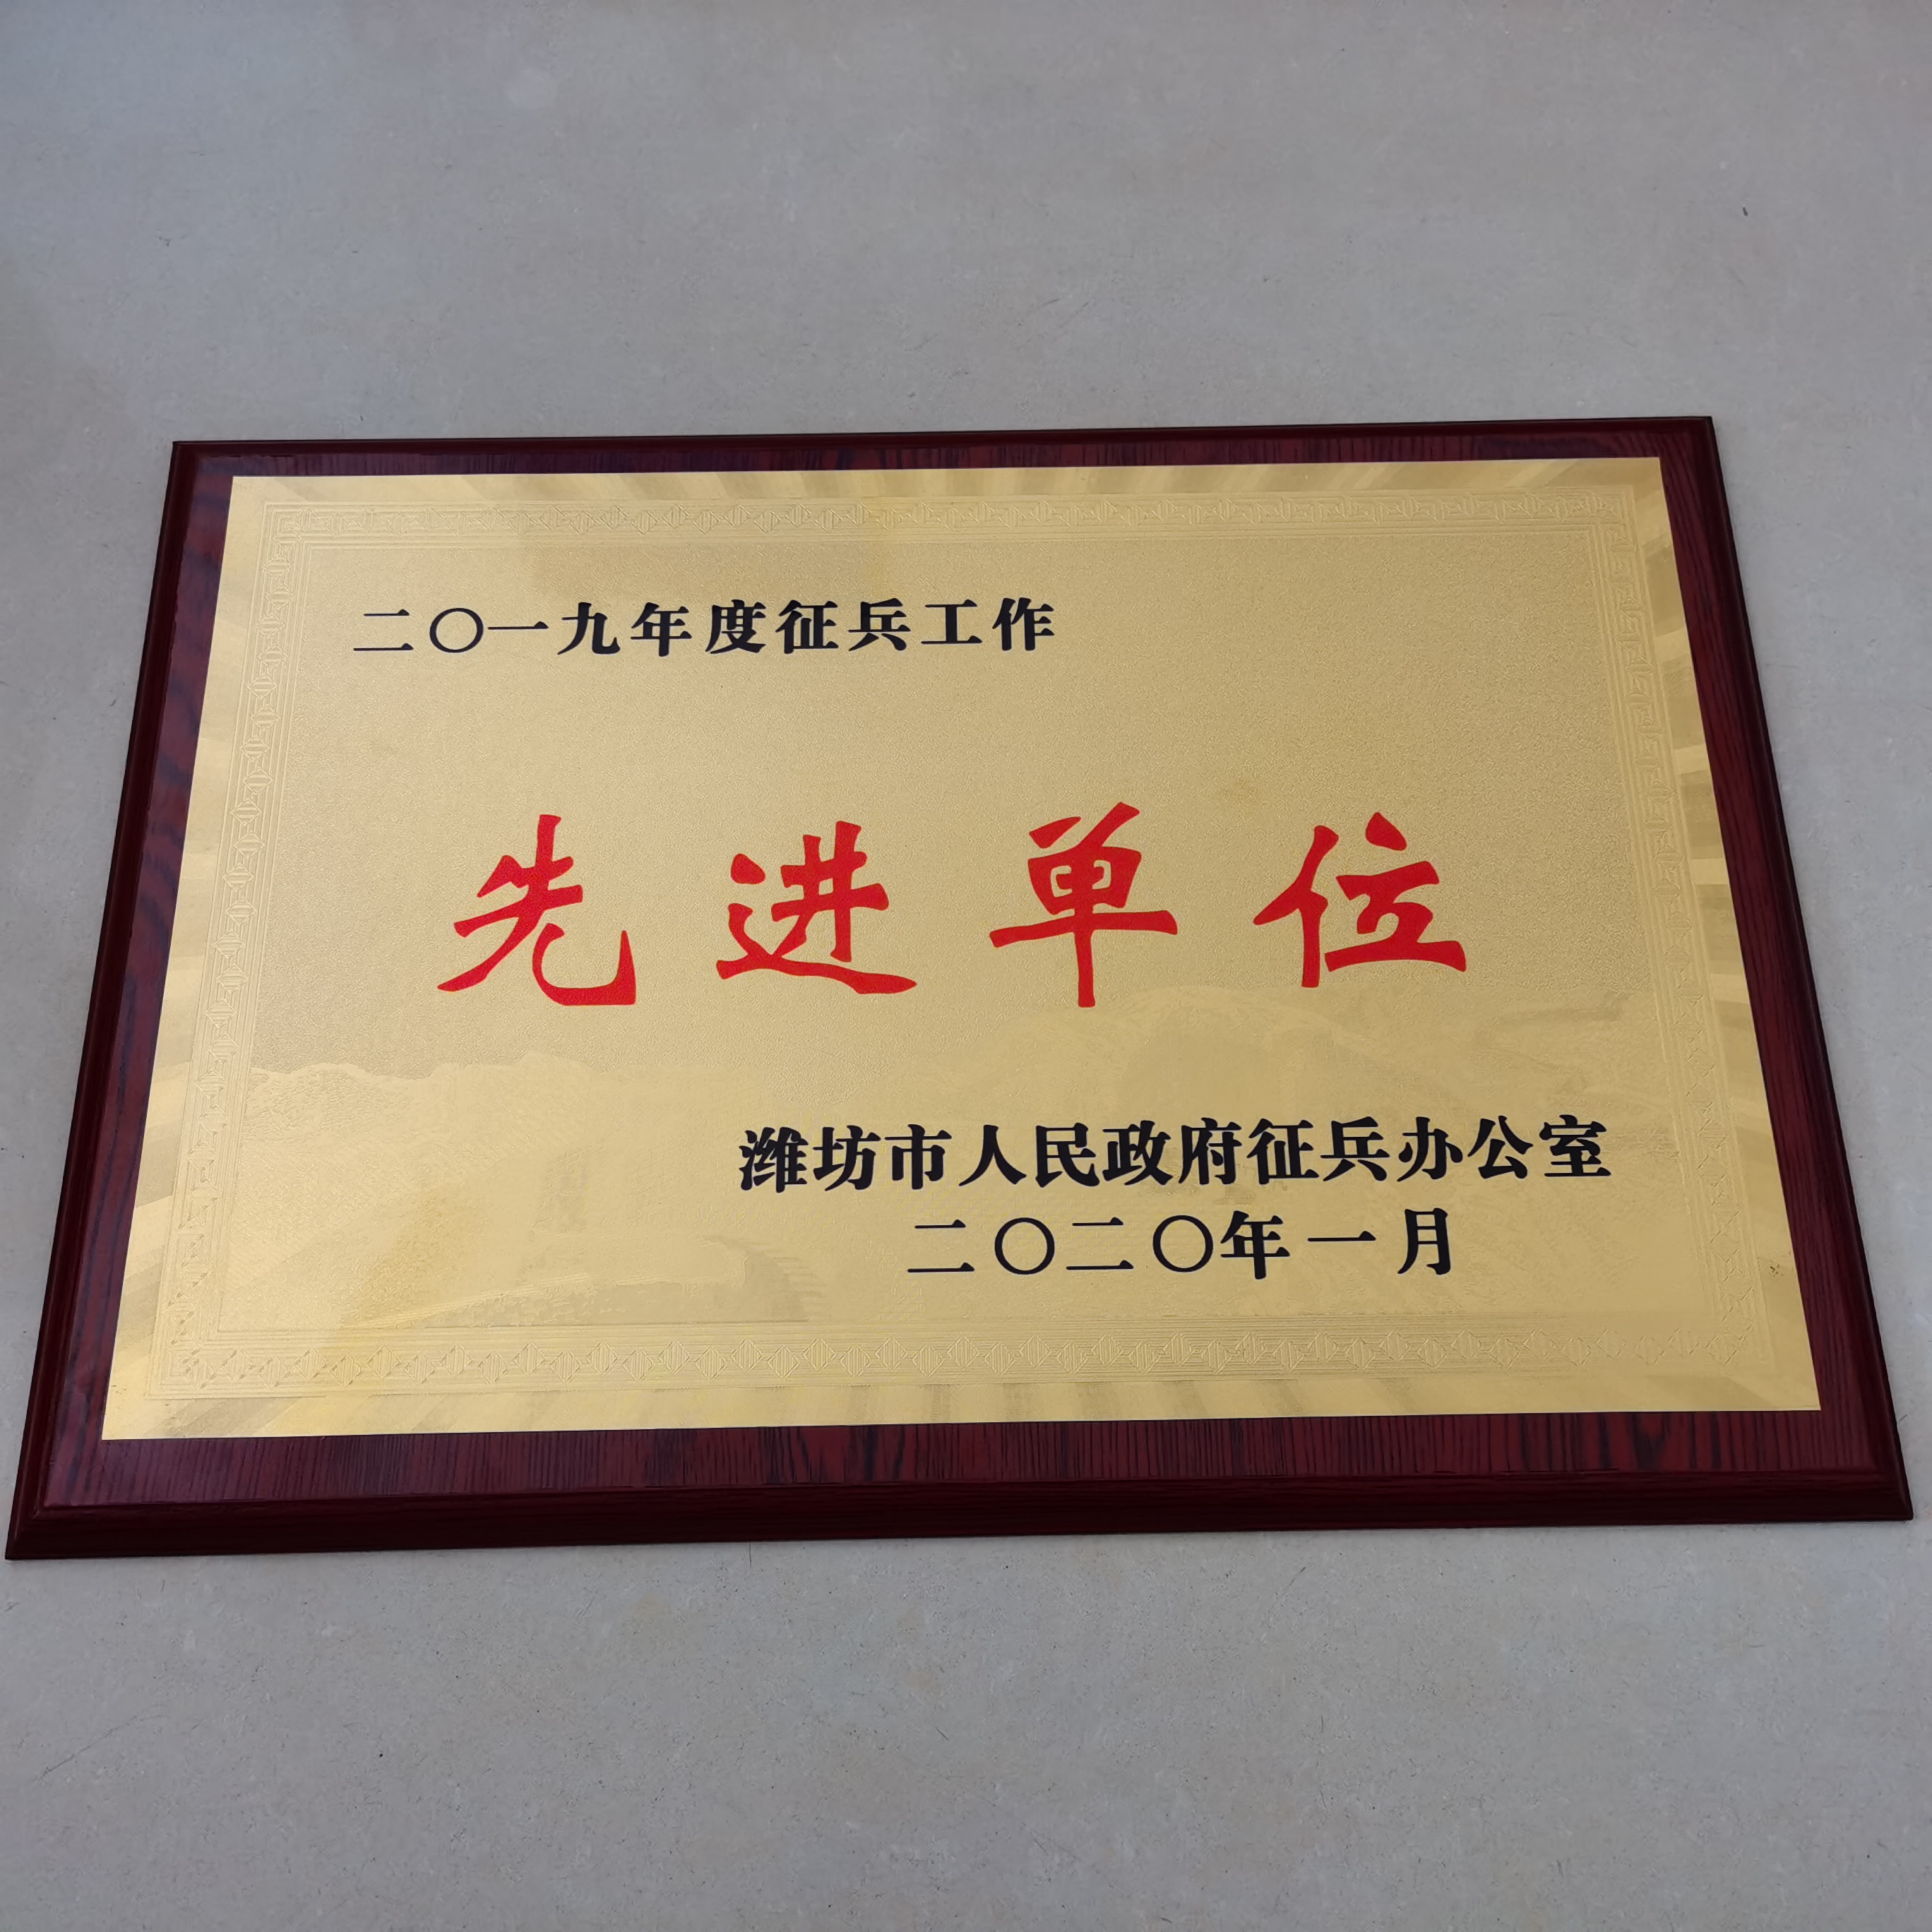 二〇一九年度征兵工作
先进单位
潍坊市人民政府征兵办公室
二〇二〇年一月